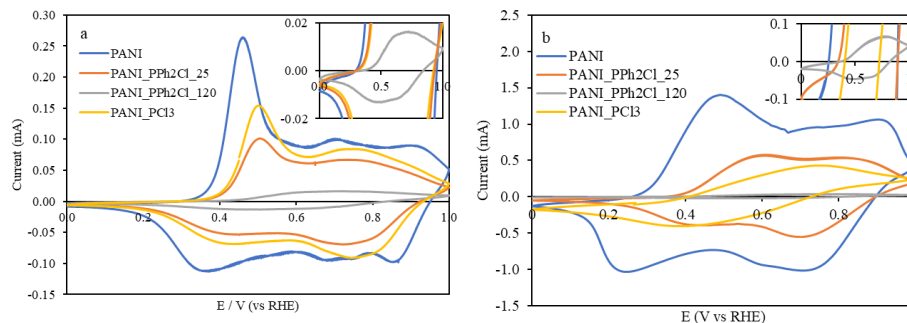 a
PANI
PANI_PPh2Cl_25
PANI_PPh2Cl_120
PANI_PCl3
Current (mA)
0.30
0.25
0.20
0.15
0.10
0.05
0.00
-0.05
-0.10
-0.15
0.0 0.2 0.4 0.6 0.8 1.0
E / V (vs RHE)
0.02
0.00
-0.02
0.0 0.5 1.0
b
PANI
PANI_PPh2Cl_25
PANI_PPh2Cl_120
PANI_PCl3
Current (mA)
2.5
2.0
1.5
1.0
0.5
0.0
-0.5
-1.0
-1.5
0 0.2 0.4 0.6 0.8
E (V vs RHE)
0.1
0.0
-0.1
0 0.5